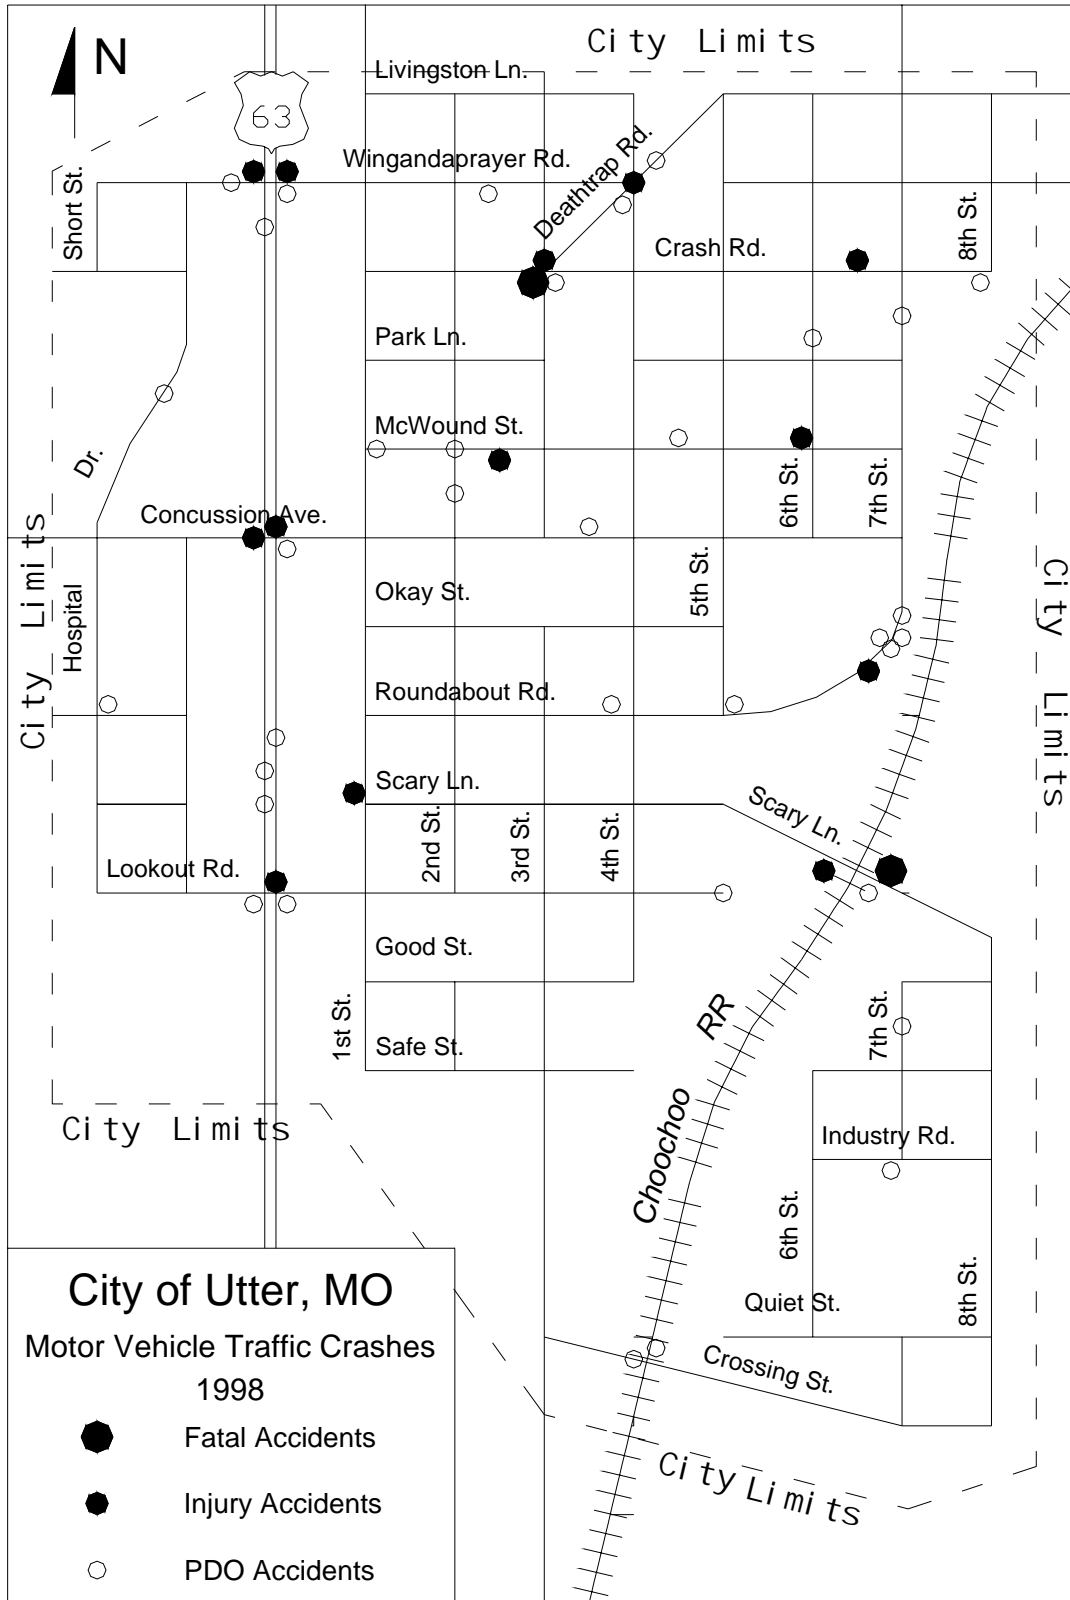 City Limits
N
Livingston Ln.
63
Wingandaprayer Rd.
Deathtrap Rd.
Short St.
Crash Rd.
8th St.
Park Ln.
McWound St.
Dr.
6th St.
7th St.
Concussion Ave.
City Limits
Hospital
Okay St.
5th St.
City Limits
Roundabout Rd.
Scary Ln.
Scary Ln.
2nd St.
3rd St.
4th St.
Lookout Rd.
Good St.
1st St.
Safe St.
RR
7th St.
City Limits
Choochoo
Industry Rd.
6th St.
8th St.
Quiet St.
Crossing St.
City Limits
City of Utter, MO
Motor Vehicle Traffic Crashes
1998
Fatal Accidents
Injury Accidents
PDO Accidents